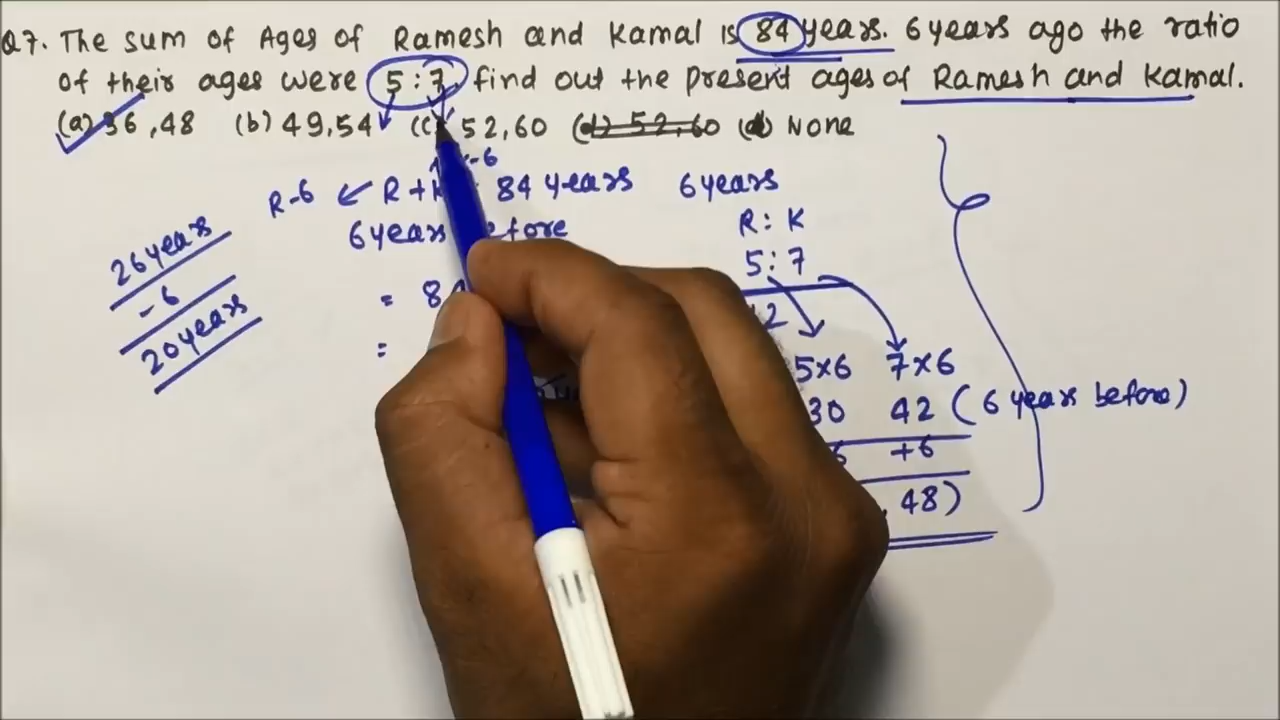 Q7. The sum of Ages of Ramesh and Kamal is 84 years. 6 years ago the ratio
of their ages were 5:7. find out the present ages of Ramesh and Kamal.
(a) 36,48 (b) 49,54 (c) 52,60 (d) 52,60 (d) None
-6
R-6 R+K 84 years 6 years
6 years before R:K
26 years 5:7
-6
20 years
=
=
5x6 7x6
30 42 (6 years before)
6 +6
, 48)